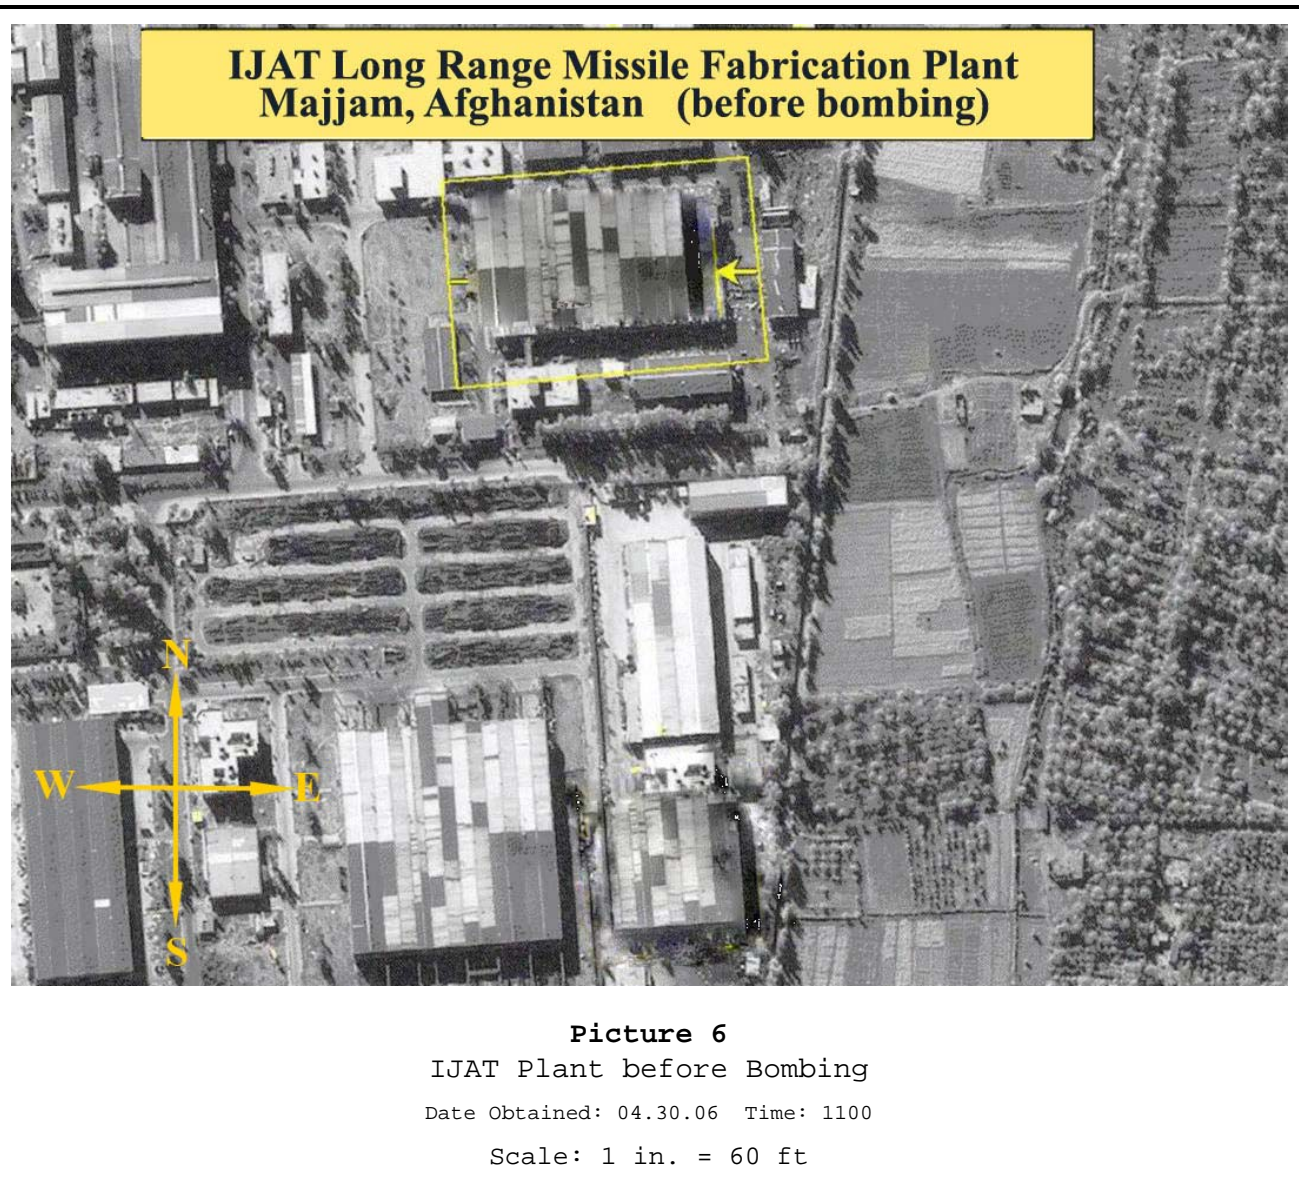 IJAT Long Range Missile Fabrication Plant
Majjam, Afghanistan (before bombing)
N
W E
S
Picture 6
IJAT Plant before Bombing
Date Obtained: 04.30.06 Time: 1100
Scale: 1 in. = 60 ft